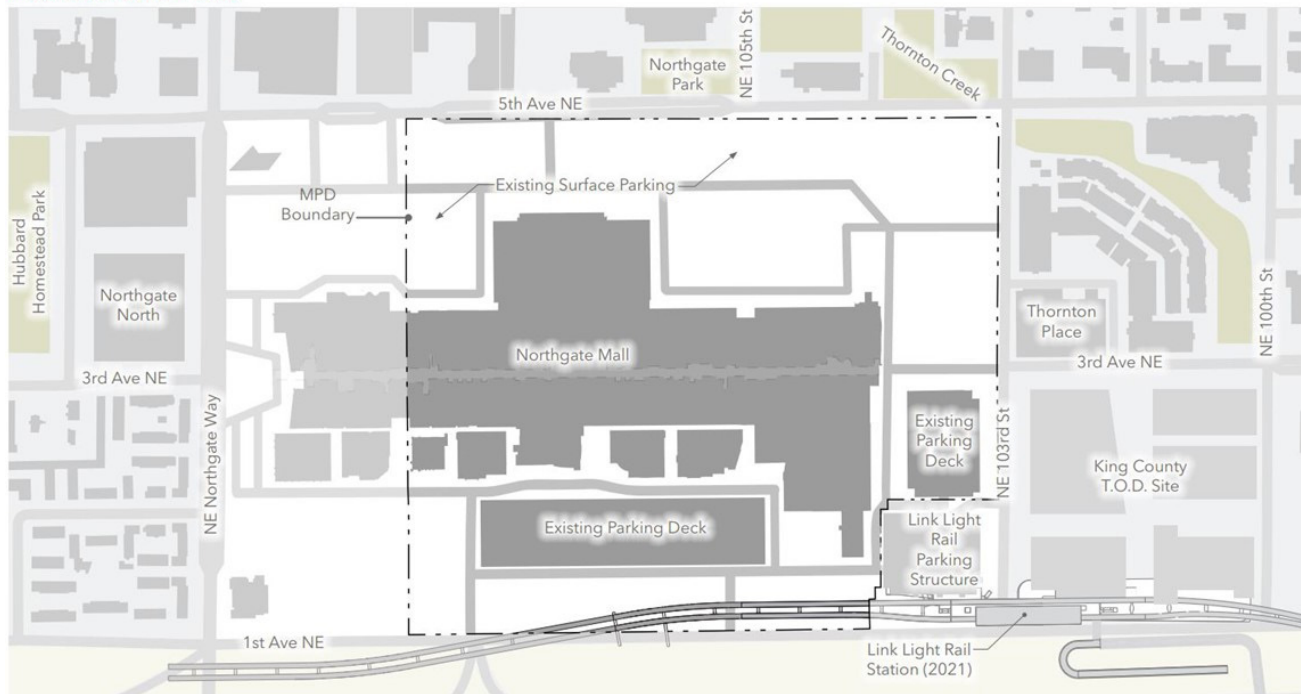 Northgate
Park
NE 105th St
Thornton Creek
5th Ave NE
Hubbard
Homestead Park
MPD
Boundary
Existing Surface Parking
Northgate
North
Thornton
Place
NE 100th St
Northgate Mall
3rd Ave NE
3rd Ave NE
NE Northgate Way
Existing
Parking
Deck
NE 103rd St
King County
T.O.D. Site
Existing Parking Deck
Link Light
Rail
Parking
Structure
1st Ave NE
Link Light Rail
Station (2021)